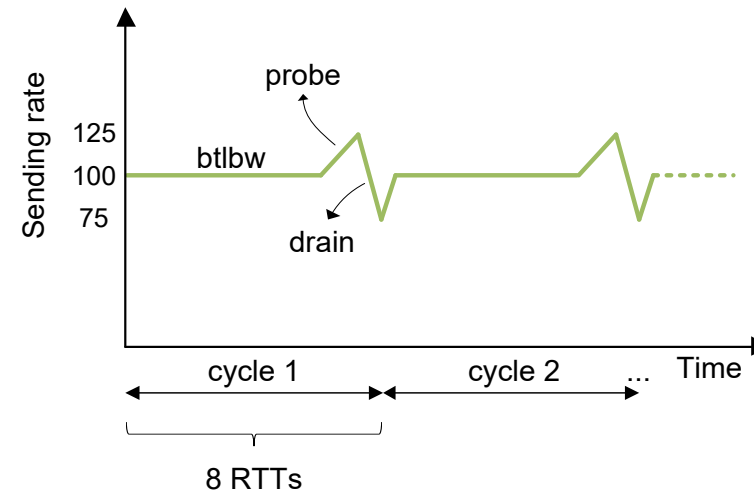 probe
125
btlbw
100
Sending rate
75
drain
cycle 1
cycle 2
...
Time
8 RTTs